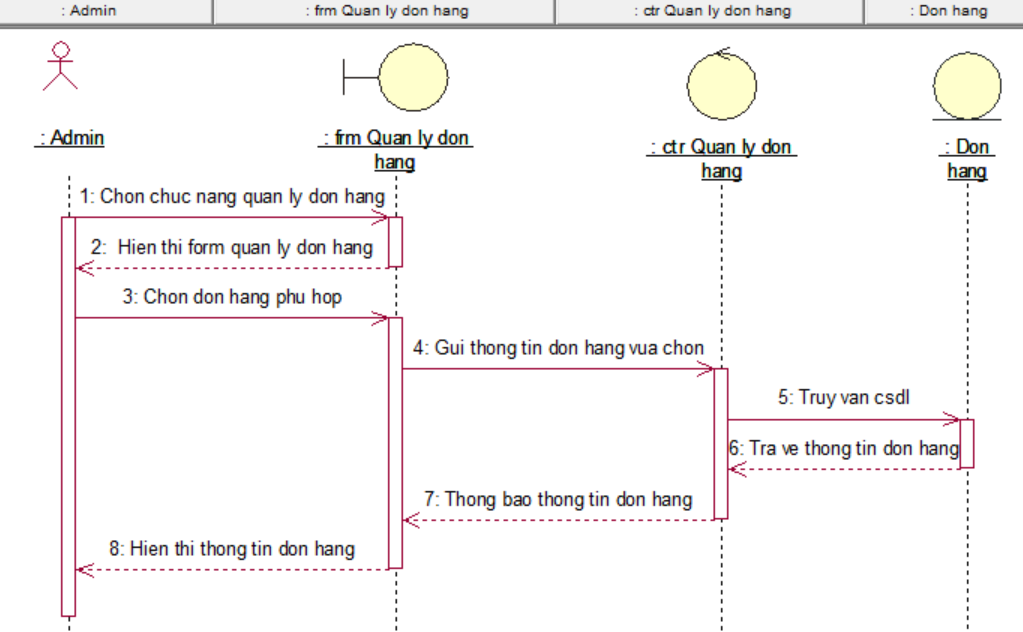 : Admin
: frm Quan ly don hang
: ctr Quan ly don hang
: Don hang
: Admin
: frm Quan ly don
hang
: ctr Quan ly don
hang
: Don
hang
1: Chon chuc nang quan ly don hang
2: Hien thi form quan ly don hang
3: Chon don hang phu hop
4: Gui thong tin don hang vua chon
5: Truy van csdl
6: Tra ve thong tin don hang
7: Thong bao thong tin don hang
8: Hien thi thong tin don hang